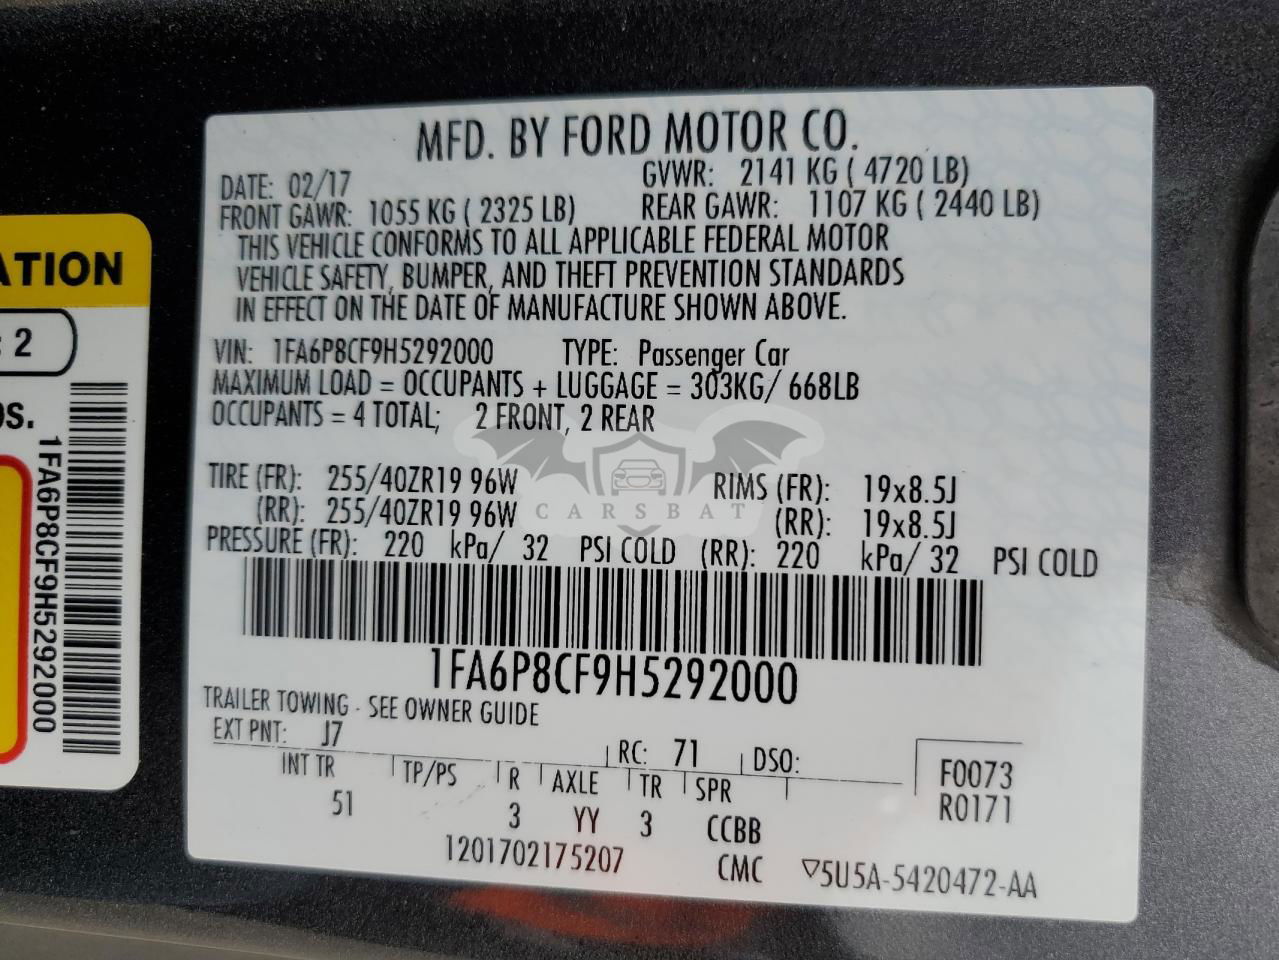 MFD. BY FORD MOTOR CO.
DATE: 02/17 GVWR: 2141 KG ( 4720 LB)
FRONT GAWR: 1055 KG ( 2325 LB) REAR GAWR: 1107 KG ( 2440 LB)
THIS VEHICLE CONFORMS TO ALL APPLICABLE FEDERAL MOTOR
VEHICLE SAFETY, BUMPER, AND THEFT PREVENTION STANDARDS
IN EFFECT ON THE DATE OF MANUFACTURE SHOWN ABOVE.
VIN: 1FA6P8CF9H5292000 TYPE: Passenger Car
MAXIMUM LOAD = OCCUPANTS + LUGGAGE = 303KG/ 668LB
OCCUPANTS = 4 TOTAL; 2 FRONT, 2 REAR
TIRE (FR): 255/40ZR19 96W RIMS (FR): 19x8.5J
(RR): 255/40ZR19 96W (RR): 19x8.5J
CARSBAT
PRESSURE (FR): 220 kPa/ 32 PSI COLD (RR): 220 kPa/ 32 PSI COLD
1FA6P8CF9H5292000
TRAILER TOWING - SEE OWNER GUIDE
EXT PNT: J7 RC: 71 DSO:
INT TR TP/PS R AXLE TR SPR F0073
51 3 YY 3 CCBB R0171
1201702175207 CMC ▽5U5A-5420472-AA
ATION
: 2
OS.
1FA6P8CF9H5292000